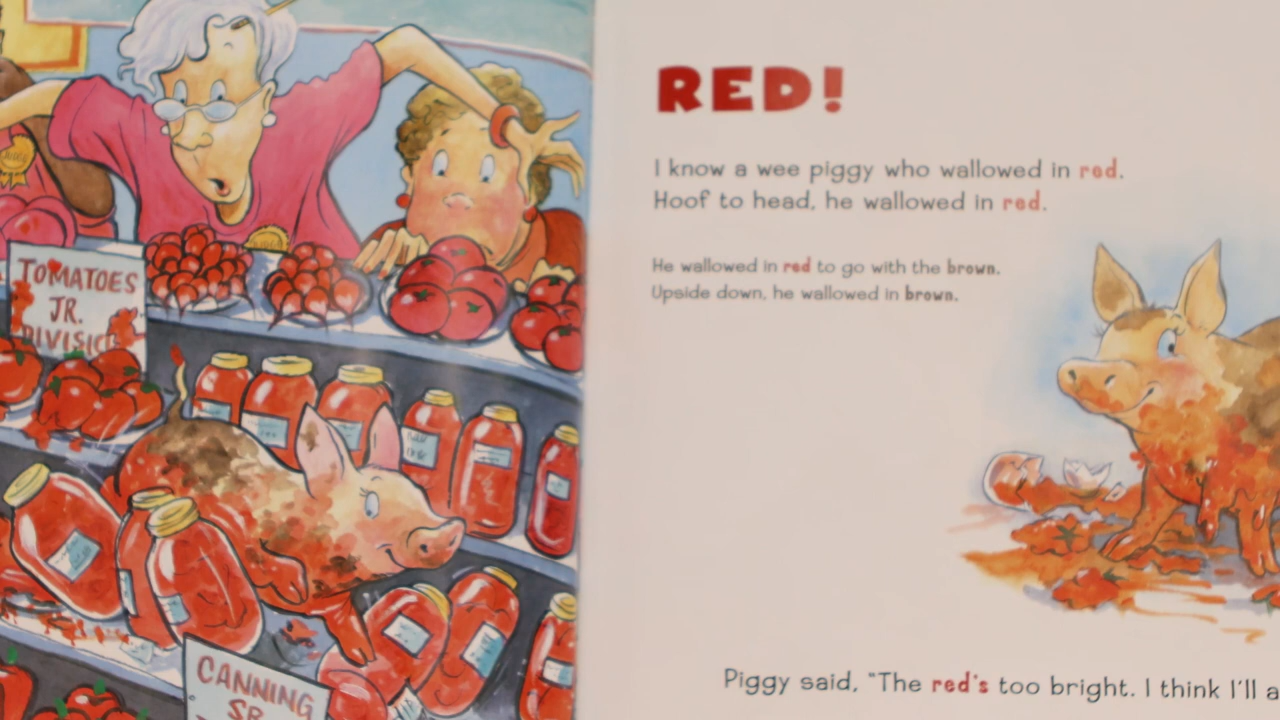 TOMATOES
JR.
DIVISIO
CANNING
SR.
RED!
I know a wee piggy who wallowed in red.
Hoof to head, he wallowed in red.
He wallowed in red to go with the brown.
Upside down, he wallowed in brown.
Piggy said, "The red's too bright. I think I'll a